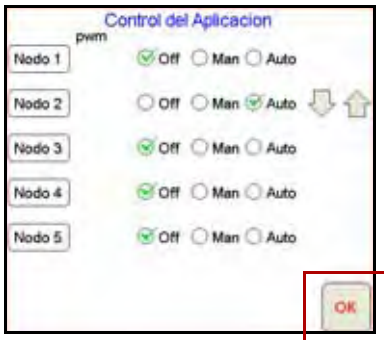 Control del Aplicacion
pwm
Nodo 1 Off Man Auto
Nodo 2 Off Man Auto
Nodo 3 Off Man Auto
Nodo 4 Off Man Auto
Nodo 5 Off Man Auto
OK